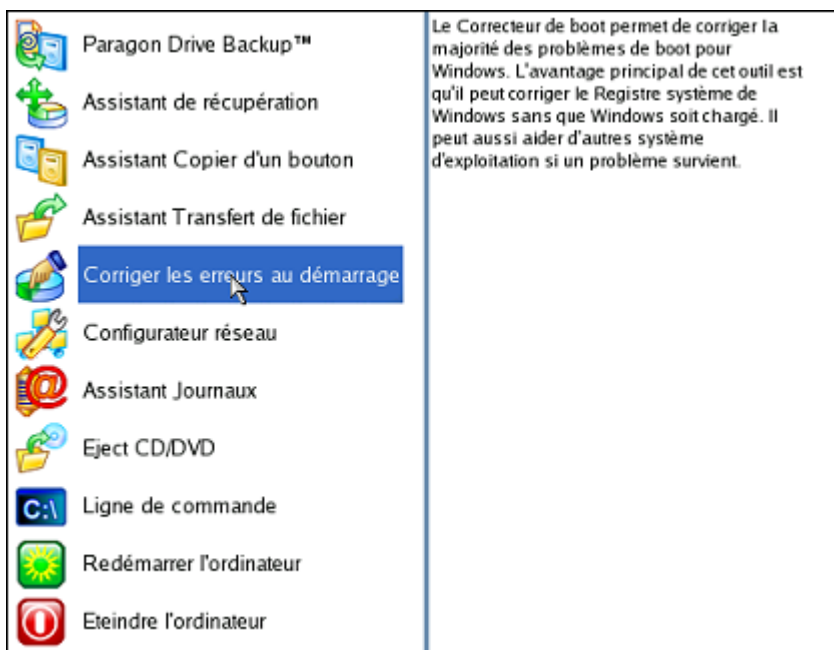 Paragon Drive Backup™
Assistant de récupération
Assistant Copier d'un bouton
Assistant Transfert de fichier
Corriger les erreurs au démarrage
Configurateur réseau
Assistant Journaux
Eject CD/DVD
C:\
Ligne de commande
Redémarrer l'ordinateur
Eteindre l'ordinateur
Le Correcteur de boot permet de corriger la
majorité des problèmes de boot pour
Windows. L'avantage principal de cet outil est
qu'il peut corriger le Registre système de
Windows sans que Windows soit chargé. Il
peut aussi aider d'autres système
d'exploitation si un problème survient.